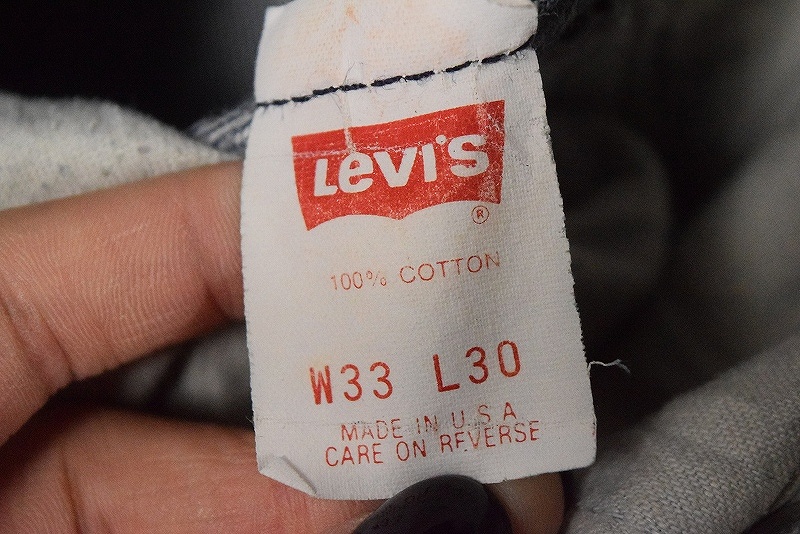 Levi's
®
100% COTTON
W33 L30
MADE IN U.S.A
CARE ON REVERSE